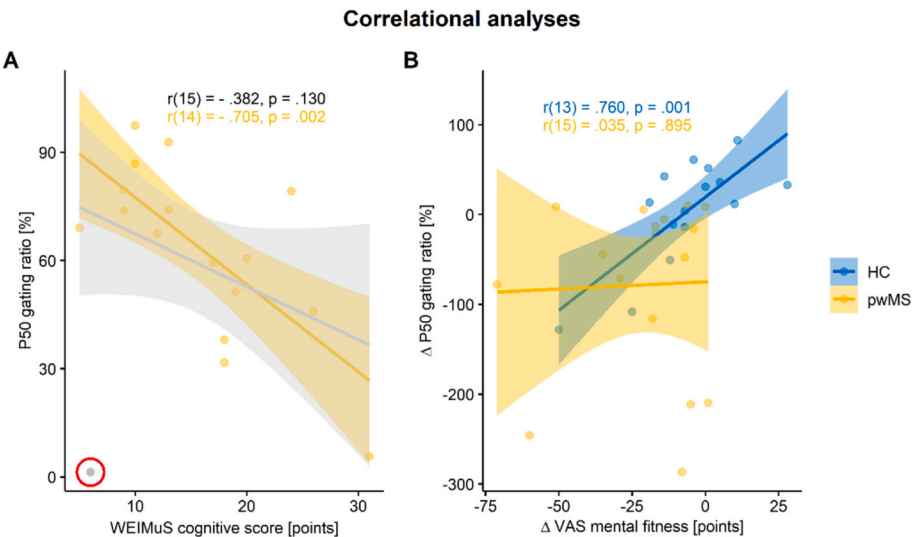 Correlational analyses
A
r(15) = - .382, p = .130
r(14) = - .705, p = .002
P50 gating ratio [%]
90
60
30
0
10
20
30
WEIMuS cognitive score [points]
B
r(13) = .760, p = .001
r(15) = .035, p = .895
Δ P50 gating ratio [%]
100
0
-100
-200
-300
-75
-50
-25
0
25
Δ VAS mental fitness [points]
HC
pwMS